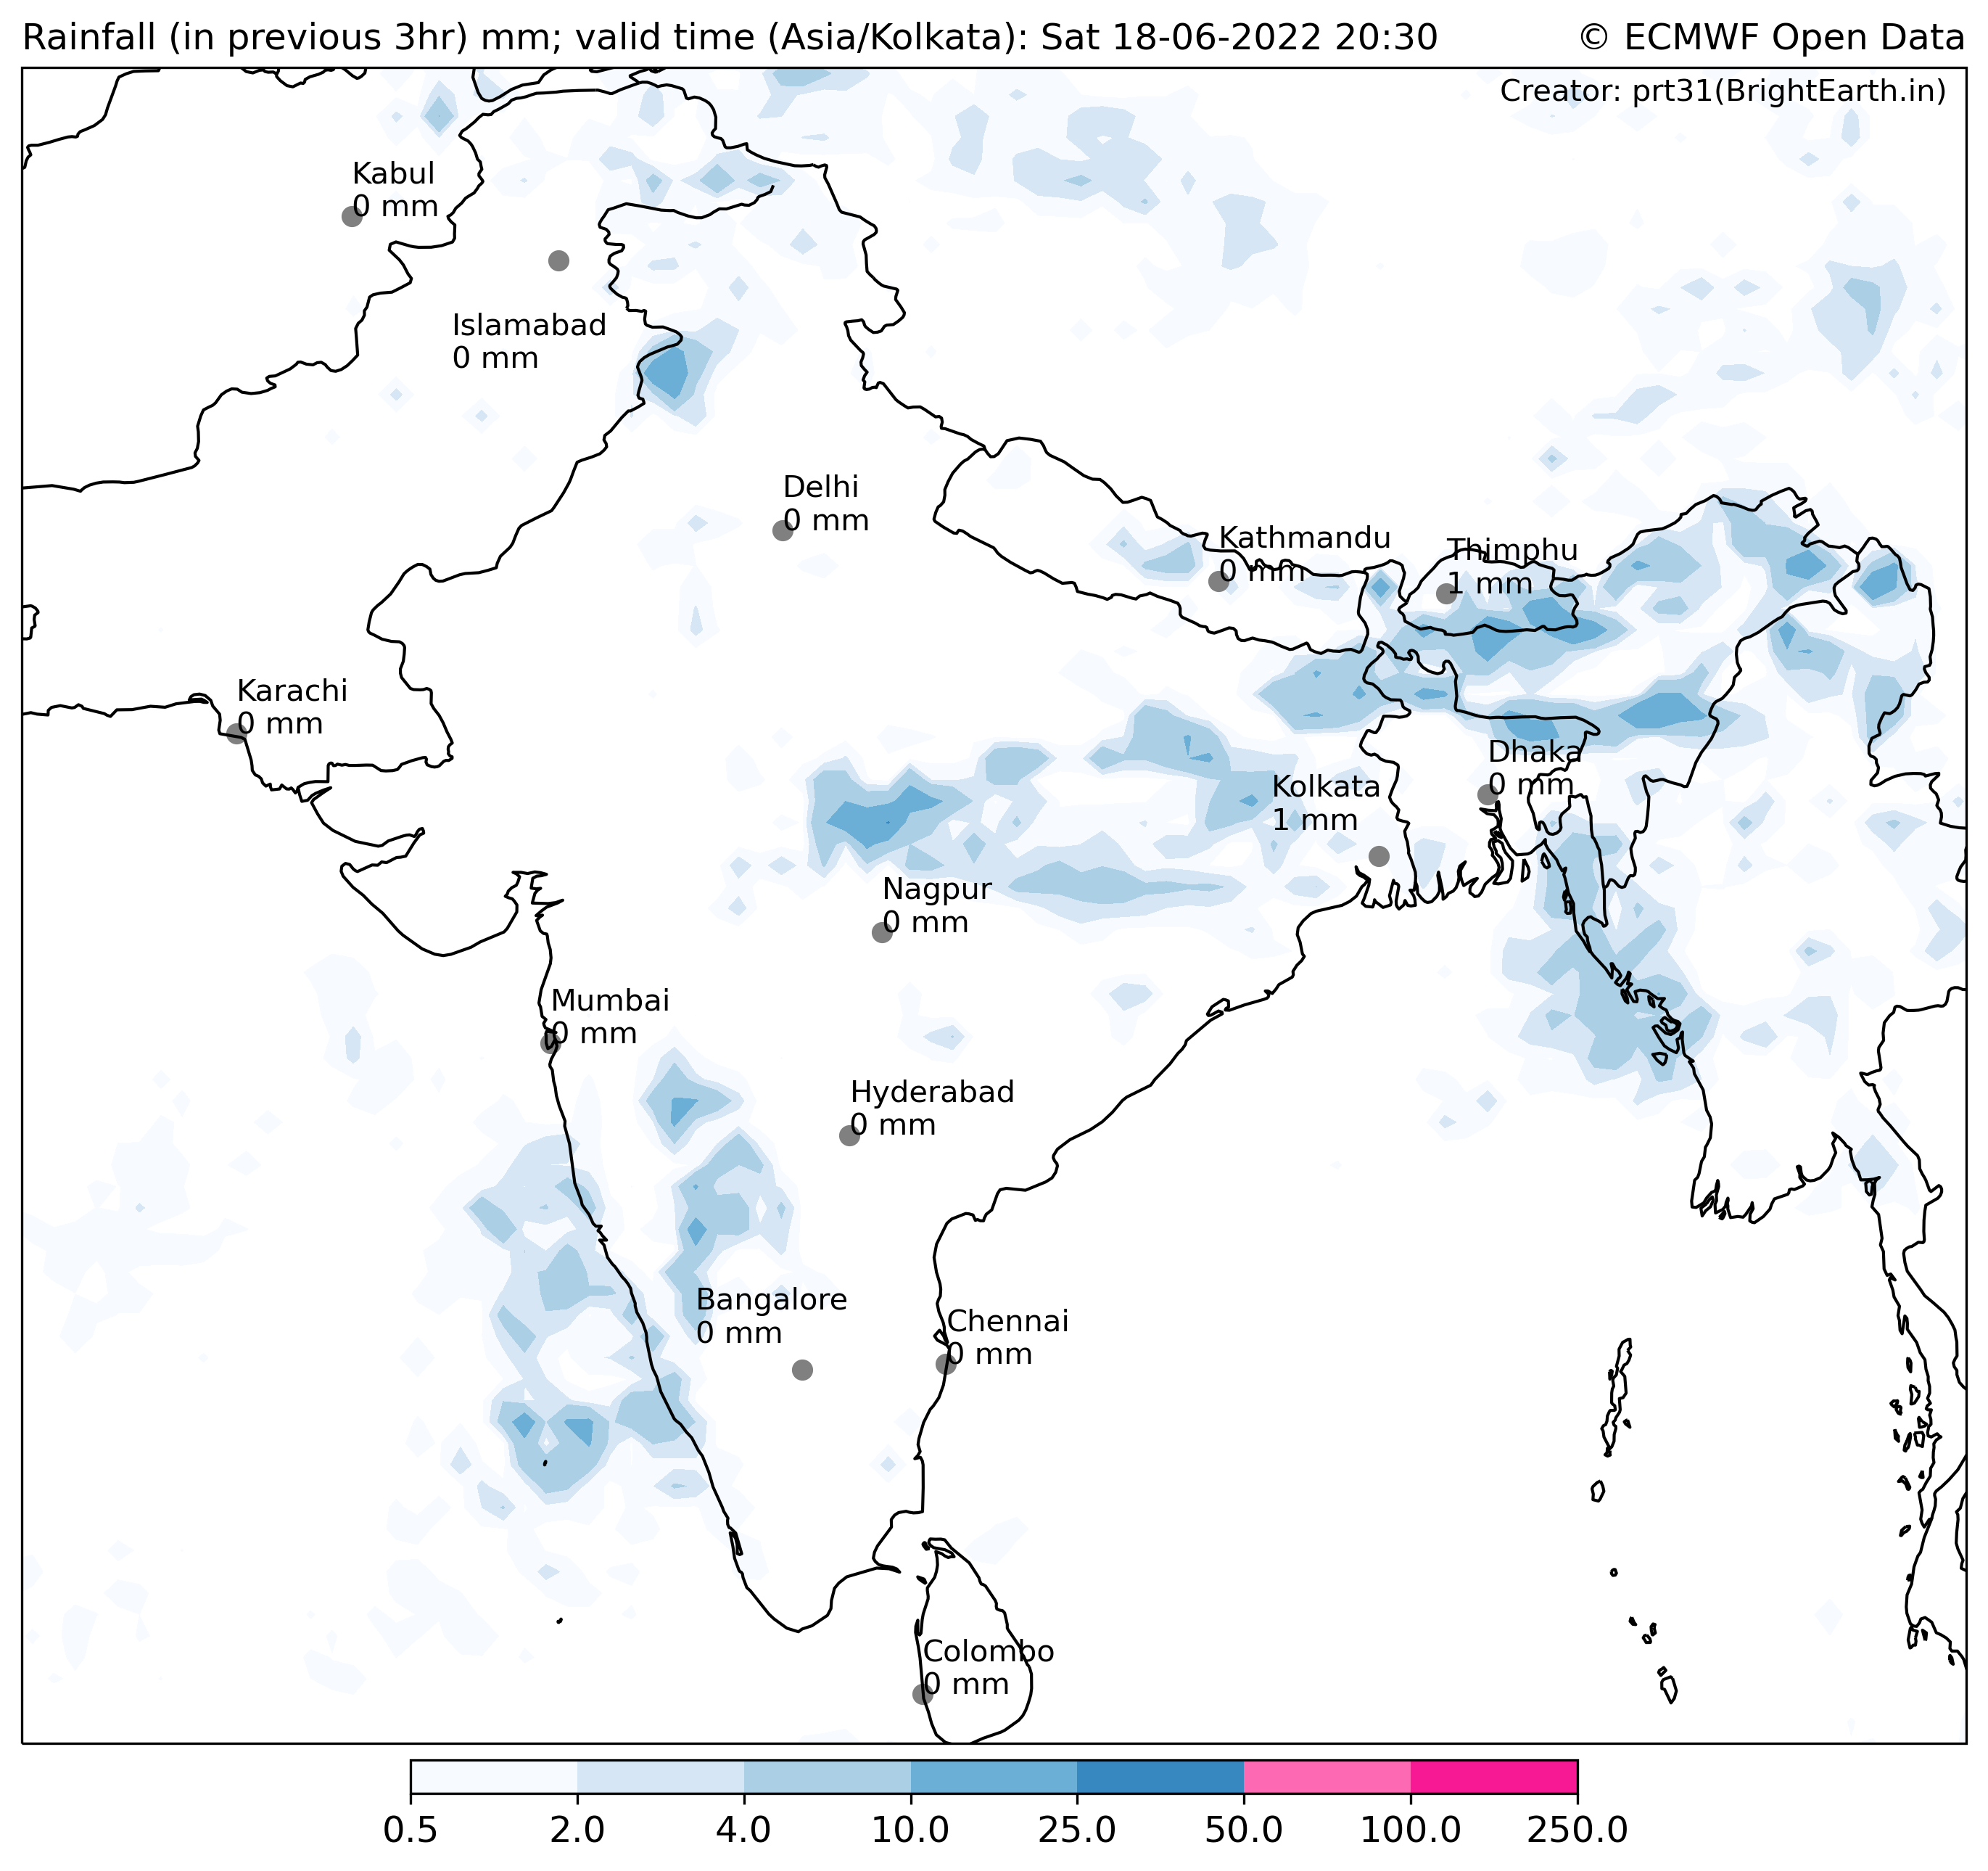 Rainfall (in previous 3hr) mm; valid time (Asia/Kolkata): Sat 18-06-2022 20:30
© ECMWF Open Data
Creator: prt31(BrightEarth.in)
Kabul
0 mm
Islamabad
0 mm
Delhi
0 mm
Kathmandu
0 mm
Thimphu
1 mm
Karachi
0 mm
Dhaka
0 mm
Kolkata
1 mm
Nagpur
0 mm
Mumbai
0 mm
Hyderabad
0 mm
Bangalore
0 mm
Chennai
0 mm
Colombo
0 mm
0.5 2.0 4.0 10.0 25.0 50.0 100.0 250.0